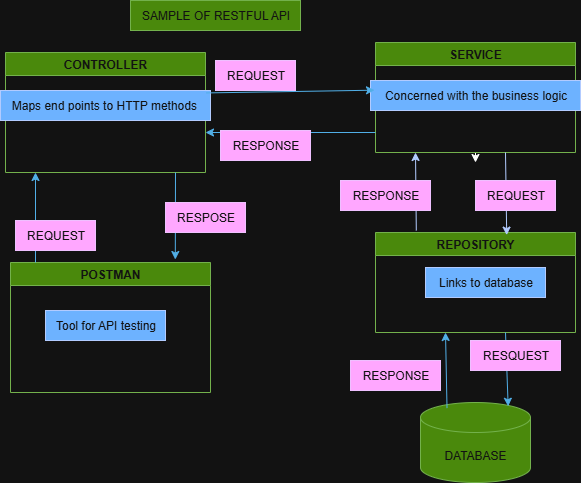 SAMPLE OF RESTFUL API
SERVICE
CONTROLLER
REQUEST
Maps end points to HTTP methods
Concerned with the business logic
RESPONSE
RESPONSE
REQUEST
RESPOSE
REQUEST
REPOSITORY
POSTMAN
Links to database
Tool for API testing
RESQUEST
RESPONSE
DATABASE